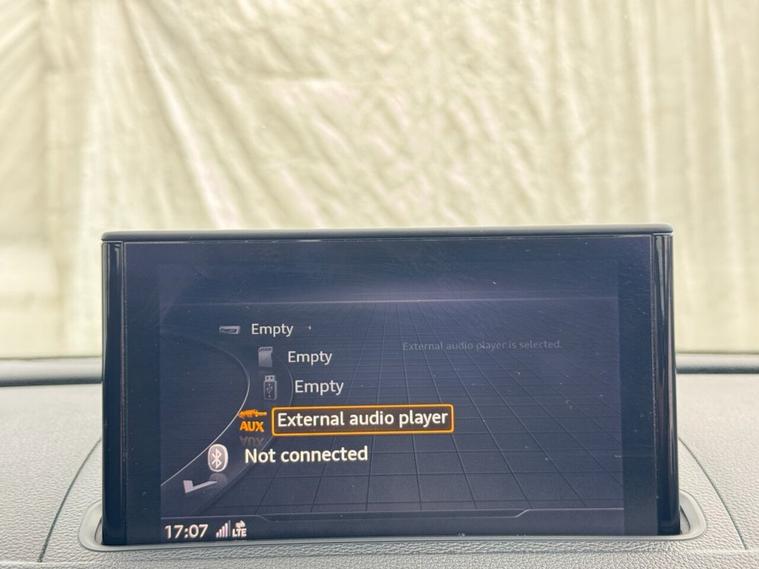 Empty
Empty
External audio player is selected.
Empty
AUX
External audio player
Not connected
17:07 LTE